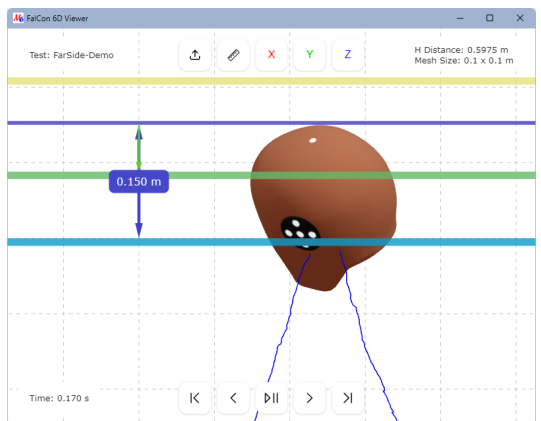 FalCon 6D Viewer
Test: FarSide-Demo
X Y Z
H Distance: 0.5975 m
Mesh Size: 0.1 x 0.1 m
0.150 m
Time: 0.170 s